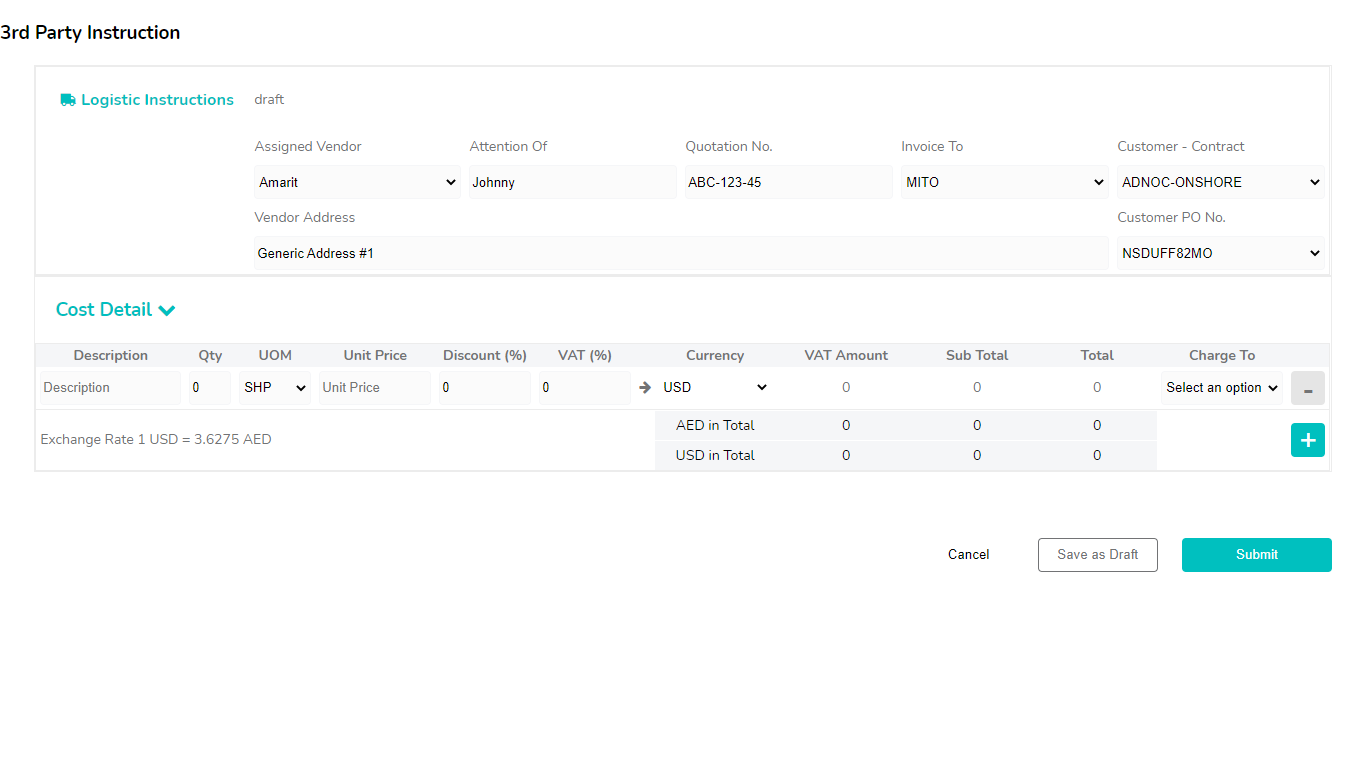 3rd Party Instruction
Logistic Instructions draft
Assigned Vendor Attention Of Quotation No. Invoice To Customer - Contract
Amarit Johnny ABC-123-45 MITO ADNOC-ONSHORE
Vendor Address Customer PO No.
Generic Address #1 NSDUFF82MO
Cost Detail
Description Qty UOM Unit Price Discount (%) VAT (%) Currency VAT Amount Sub Total Total Charge To
Description 0 SHP Unit Price 0 0 USD 0 0 0 Select an option -
AED in Total 0 0 0
Exchange Rate 1 USD = 3.6275 AED +
USD in Total 0 0 0
Cancel Save as Draft Submit